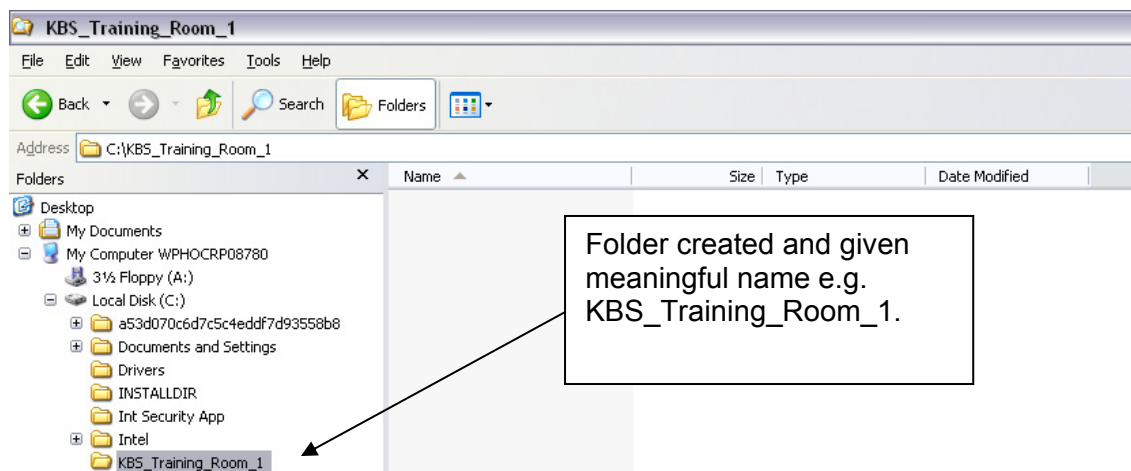 KBS_Training_Room_1
File Edit View Favorites Tools Help
Back Search Folders
Address C:\KBS_Training_Room_1
Folders X Name Size Type Date Modified
Desktop
My Documents
My Computer WPHOCRP08780
3½ Floppy (A:)
Local Disk (C:)
a53d070c6d7c5c4eddf7d93558b8
Documents and Settings
Drivers
INSTALLDIR
Int Security App
Intel
KBS_Training_Room_1
Folder created and given
meaningful name e.g.
KBS_Training_Room_1.